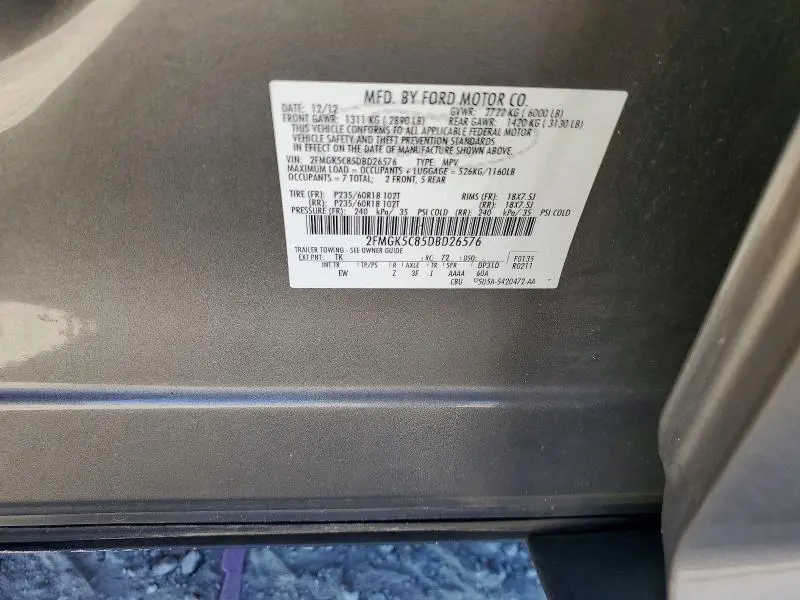 MFD. BY FORD MOTOR CO.
DATE: 12/12 GVWR: 2722 KG ( 6000 LB)
FRONT GAWR: 1311 KG ( 2890 LB) REAR GAWR: 1420 KG ( 3130 LB)
THIS VEHICLE CONFORMS TO ALL APPLICABLE FEDERAL MOTOR
VEHICLE SAFETY AND THEFT PREVENTION STANDARDS
IN EFFECT ON THE DATE OF MANUFACTURE SHOWN ABOVE.
VIN: 2FMGK5C85DBD26576 TYPE: MPV
MAXIMUM LOAD = OCCUPANTS + LUGGAGE = 526KG/1160LB
OCCUPANTS = 7 TOTAL; 2 FRONT, 5 REAR
TIRE (FR): P235/60R18 102T RIMS (FR): 18X7.5J
(RR): P235/60R18 102T (RR): 18X7.5J
PRESSURE (FR): 240 kPa/ 35 PSI COLD (RR): 240 kPa/ 35 PSI COLD
2FMGK5C85DBD26576
TRAILER TOWING - SEE OWNER GUIDE
EXT PNT: TK RC: 72 DSO: F0135
INT TR TP/PS R AXLE TR SPR DP31D R0211
EW Z 3F J AAAA 60A
CBU 5U5A-5420472-AA